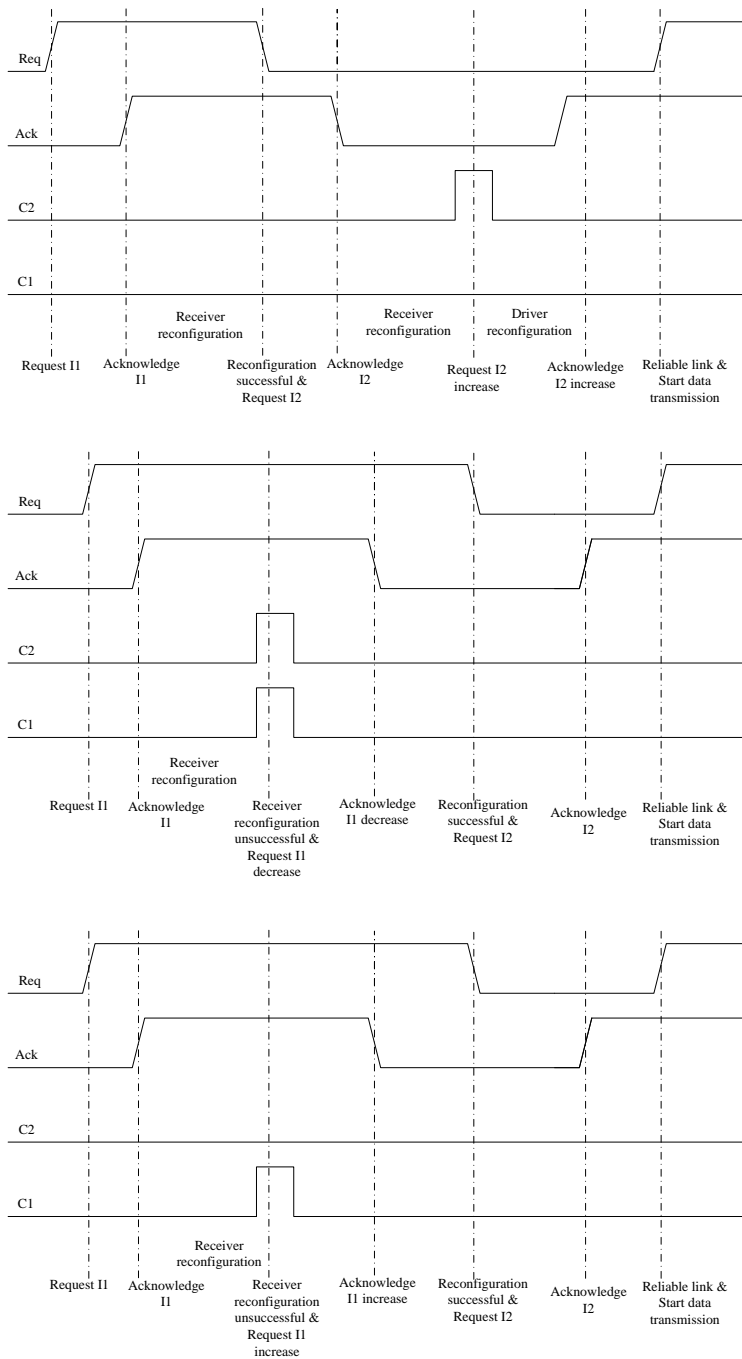 Req
Ack
C2
C1
Receiver
reconfiguration
Receiver
reconfiguration
Driver
reconfiguration
Request I1
Acknowledge
I1
Reconfiguration
successful &
Request I2
Acknowledge
I2
Request I2
increase
Acknowledge
I2 increase
Reliable link &
Start data
transmission
Req
Ack
C2
C1
Receiver
reconfiguration
Request I1
Acknowledge
I1
Receiver
reconfiguration
unsuccessful &
Request I1
decrease
Acknowledge
I1 decrease
Reconfiguration
successful &
Request I2
Acknowledge
I2
Reliable link &
Start data
transmission
Req
Ack
C2
C1
Receiver
reconfiguration
Request I1
Acknowledge
I1
Receiver
reconfiguration
unsuccessful &
Request I1
increase
Acknowledge
I1 increase
Reconfiguration
successful &
Request I2
Acknowledge
I2
Reliable link &
Start data
transmission